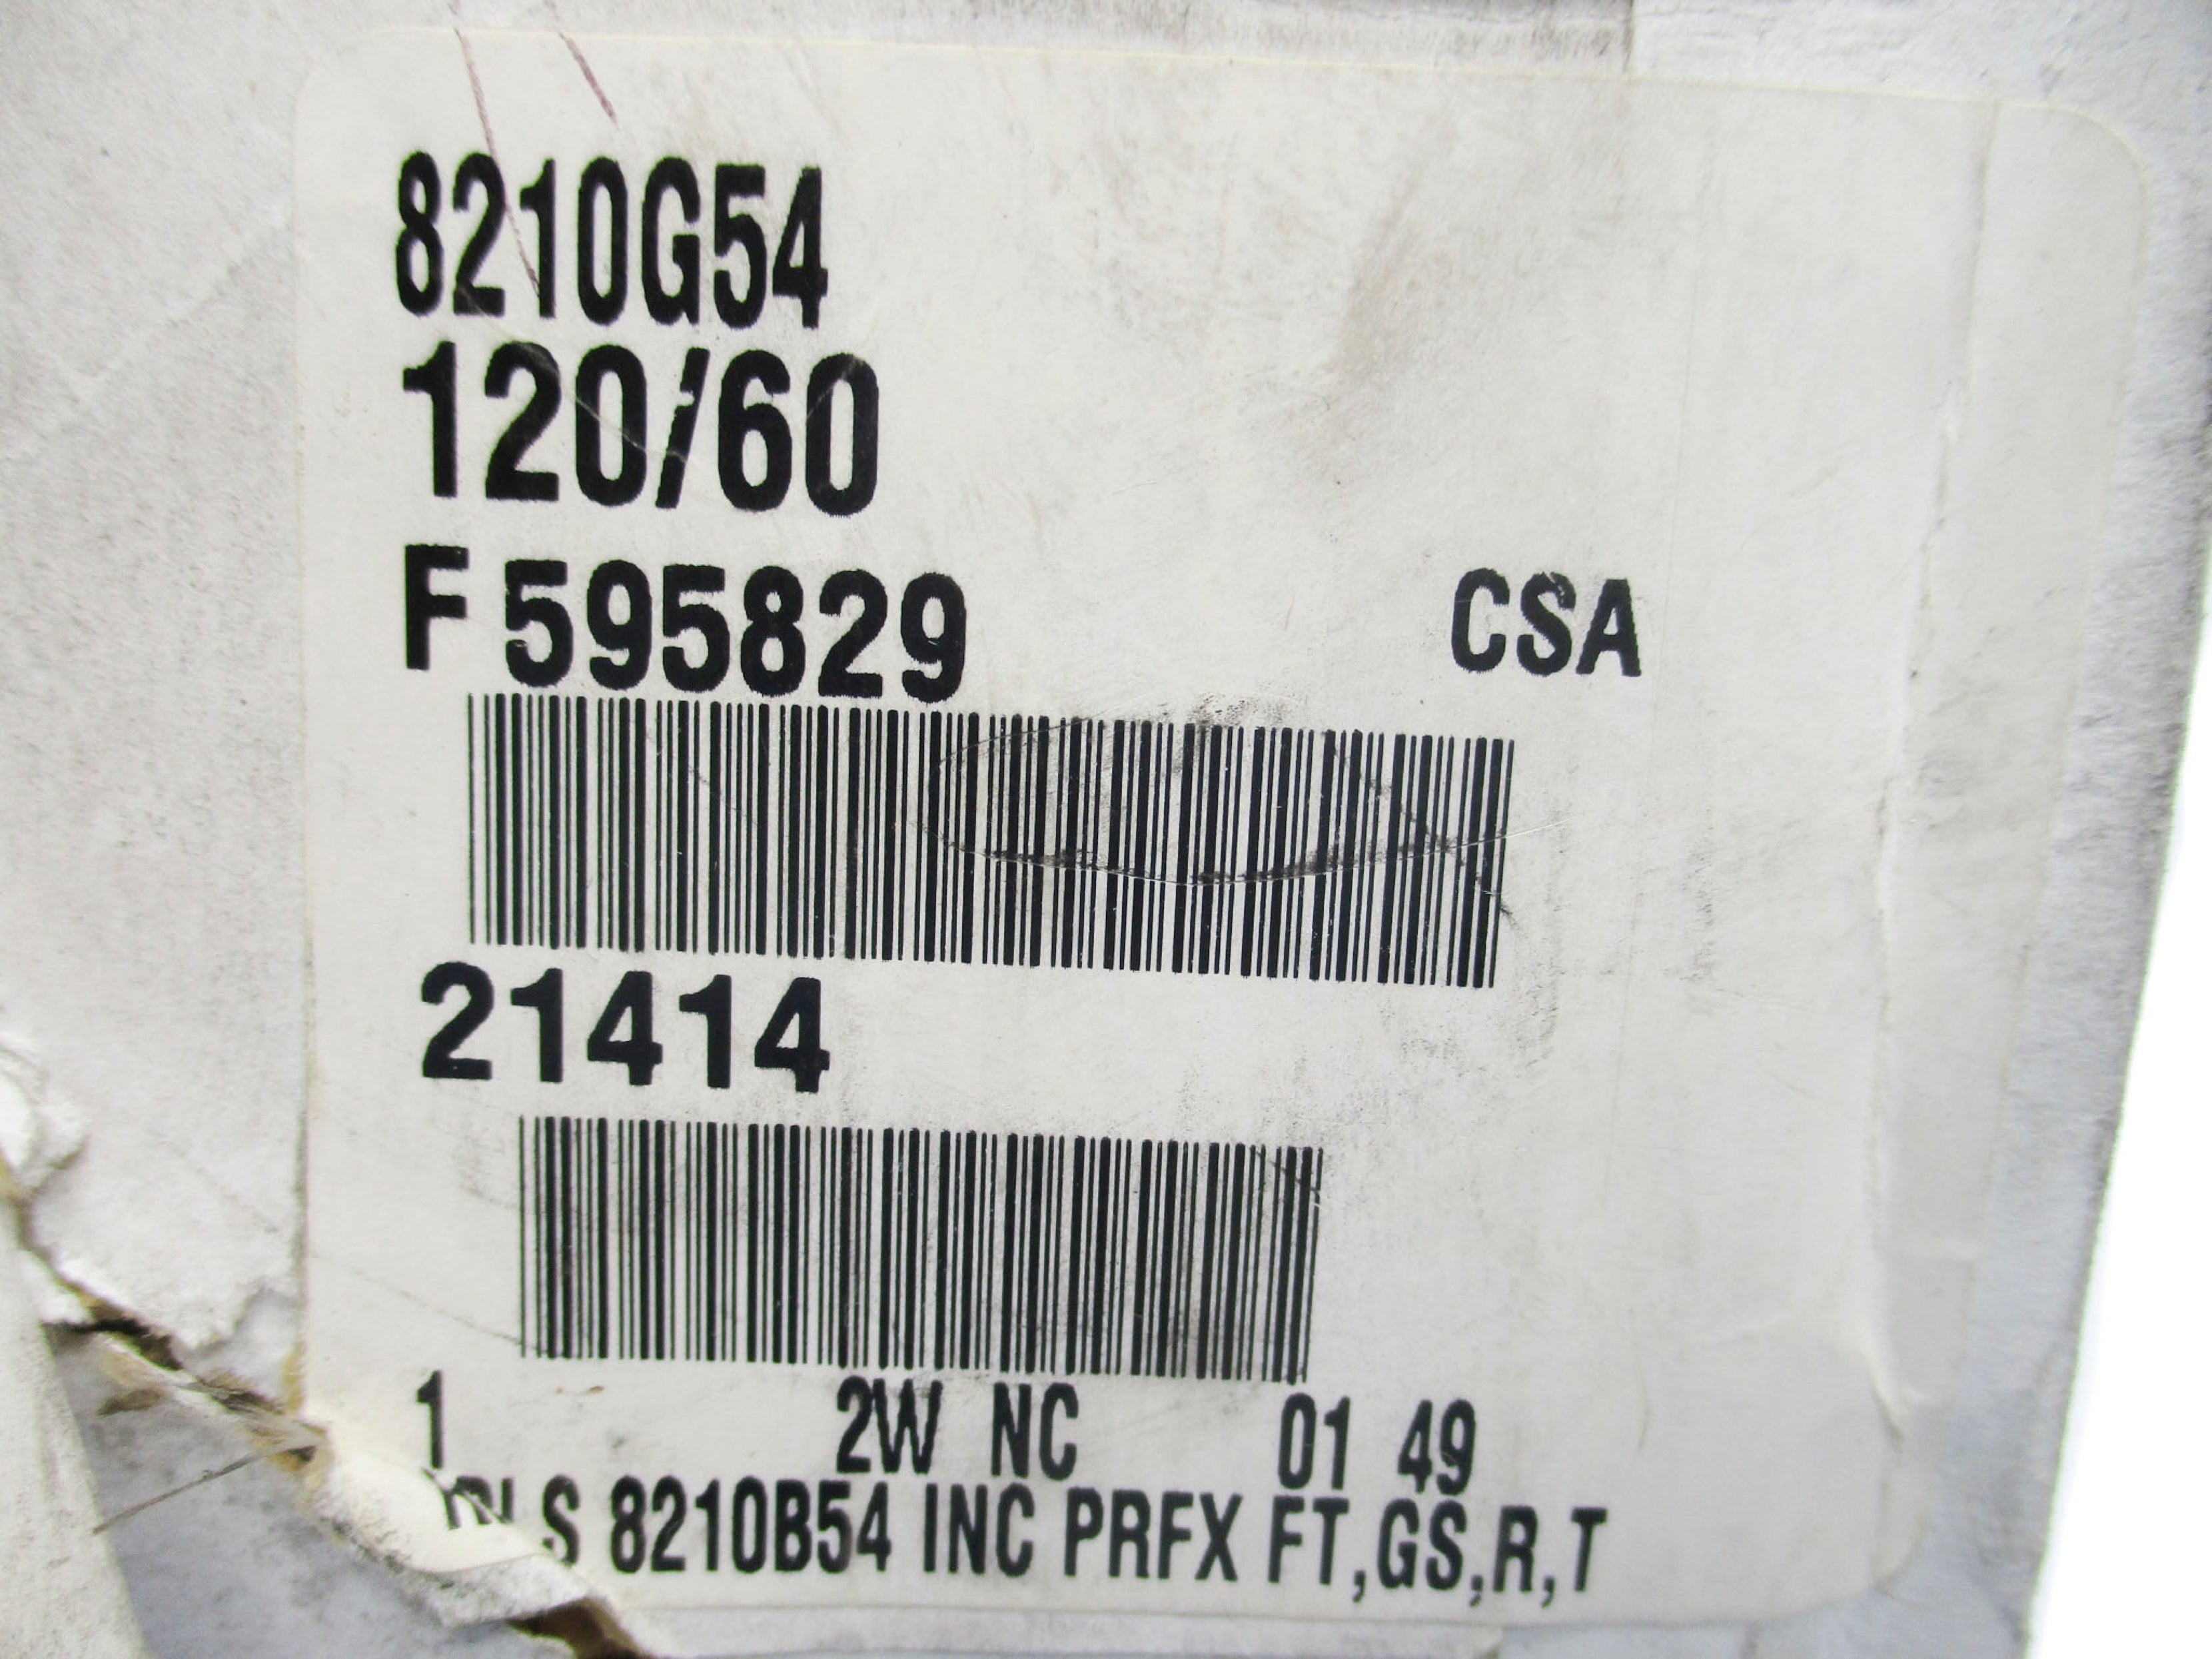 8210G54
120/60
F 595829 CSA
21414
1 2W NC 01 49
8210B54 INC PRFX FT,GS,R,T